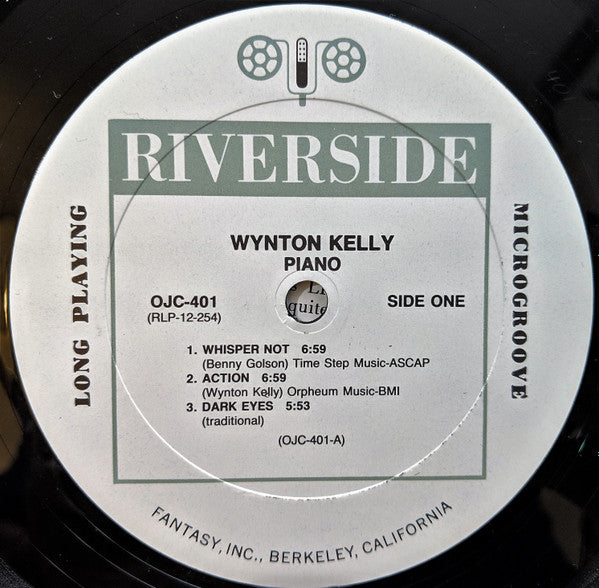 RIVERSIDE
LONG PLAYING
MICROGROOVE
WYNTON KELLY
PIANO
OJC-401
(RLP-12-254)
SIDE ONE
quite
1. WHISPER NOT 6:59
(Benny Golson) Time Step Music-ASCAP
2. ACTION 6:59
(Wynton Kelly) Orpheum Music-BMI
3. DARK EYES 5:53
(traditional)
(OJC-401-A)
FANTASY, INC., BERKELEY, CALIFORNIA